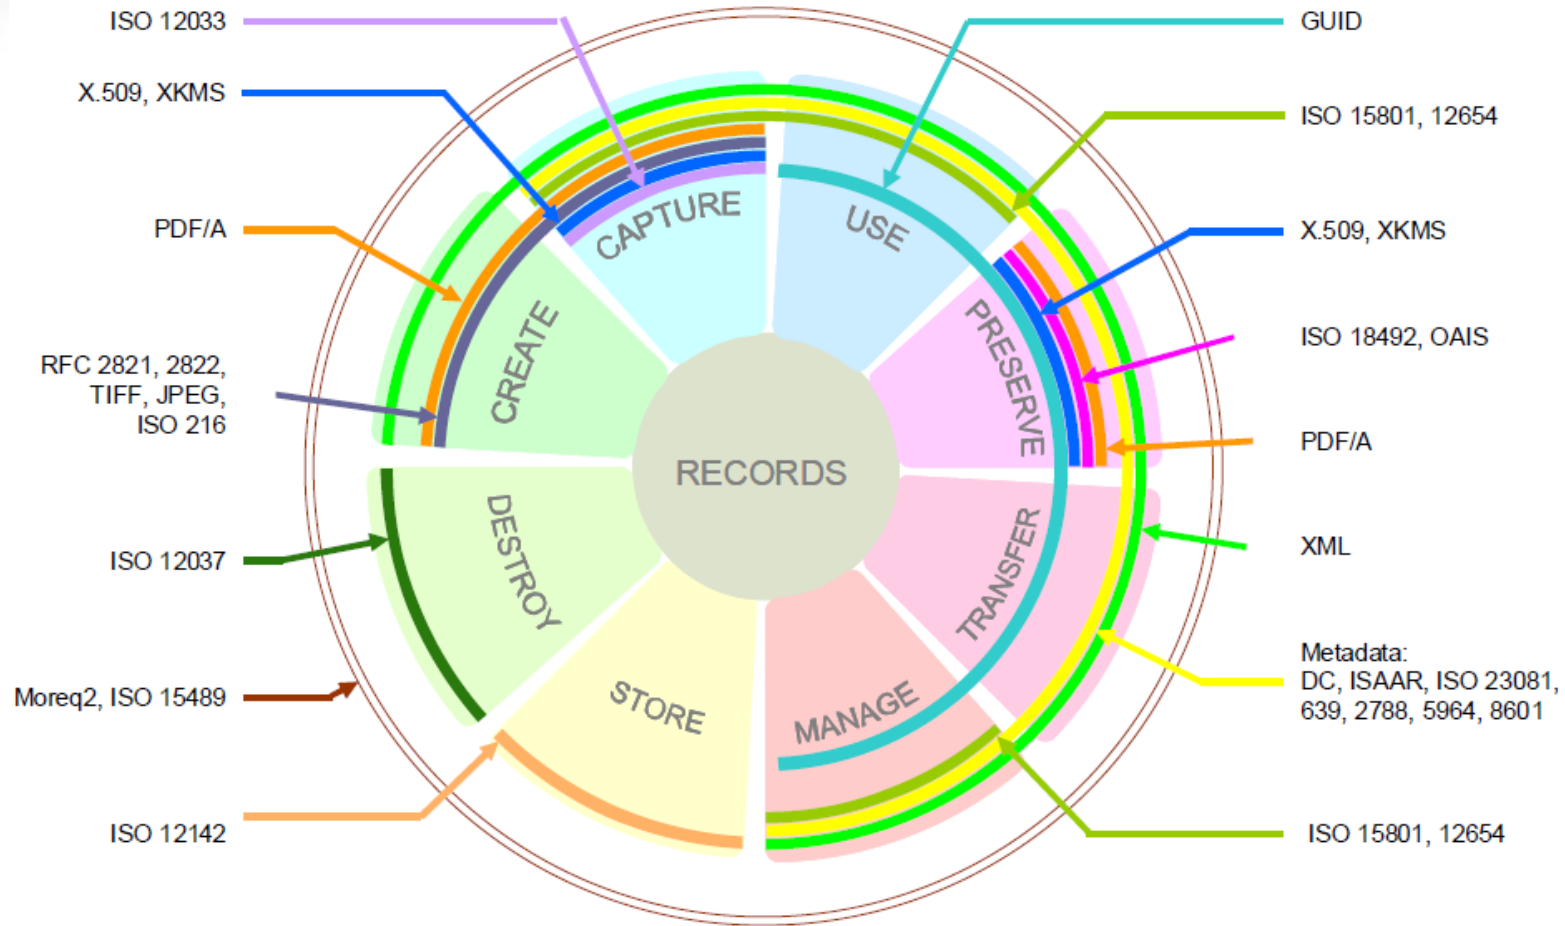 ISO 12033
X.509, XKMS
PDF/A
RFC 2821, 2822,
TIFF, JPEG,
ISO 216
ISO 12037
Moreq2, ISO 15489
ISO 12142
CAPTURE
USE
CREATE
PRESERVE
RECORDS
DESTROY
TRANSFER
STORE
MANAGE
GUID
ISO 15801, 12654
X.509, XKMS
ISO 18492, OAIS
PDF/A
XML
Metadata:
DC, ISAAR, ISO 23081,
639, 2788, 5964, 8601
ISO 15801, 12654